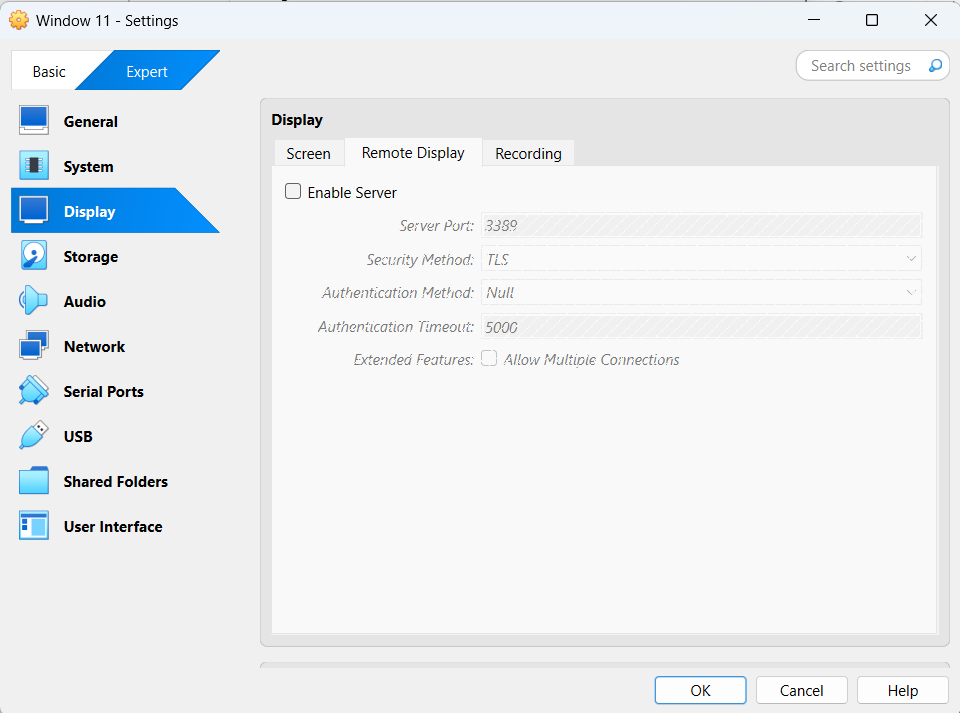 Window 11 - Settings
Basic
Expert
Search settings
General
System
Display
Storage
Audio
Network
Serial Ports
USB
Shared Folders
User Interface
Display
Screen
Remote Display
Recording
Enable Server
Server Port: 3389
Security Method: TLS
Authentication Method: Null
Authentication Timeout: 5000
Extended Features: Allow Multiple Connections
OK
Cancel
Help